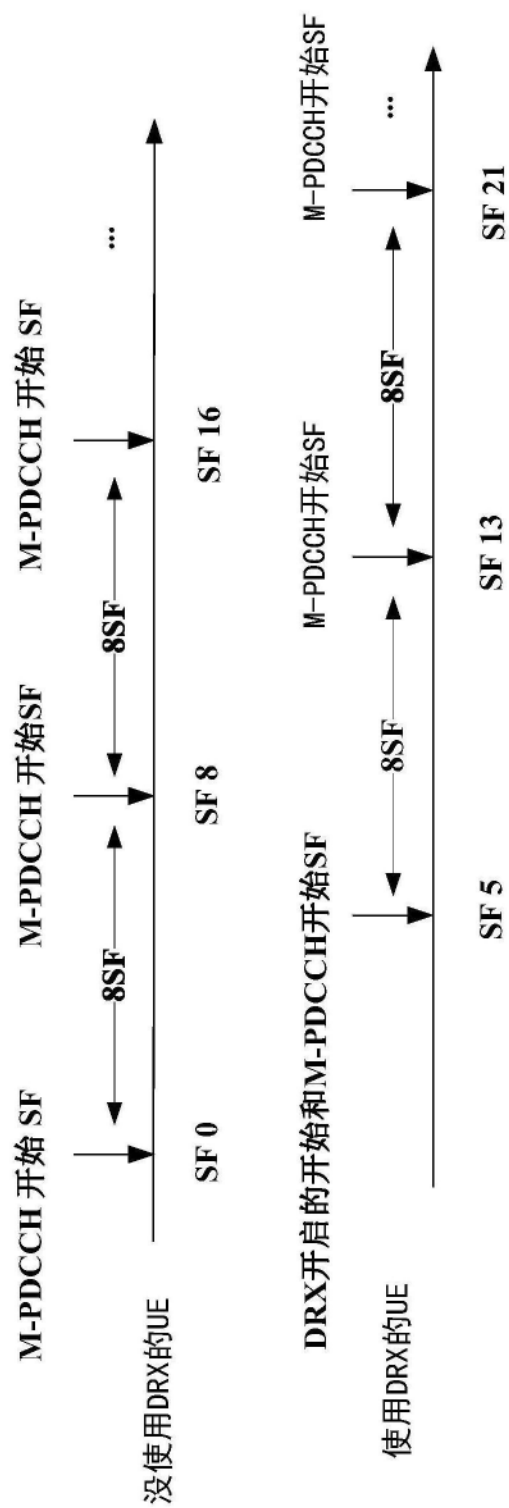 M-PDCCH 开始 SF
M-PDCCH 开始SF
M-PDCCH 开始 SF
8SF
8SF
...
没使用DRX的UE
SF 0
SF 8
SF 16
DRX开启的开始和M-PDCCH开始SF
M-PDCCH开始SF
M-PDCCH开始SF
8SF
8SF
...
使用DRX的UE
SF 5
SF 13
SF 21